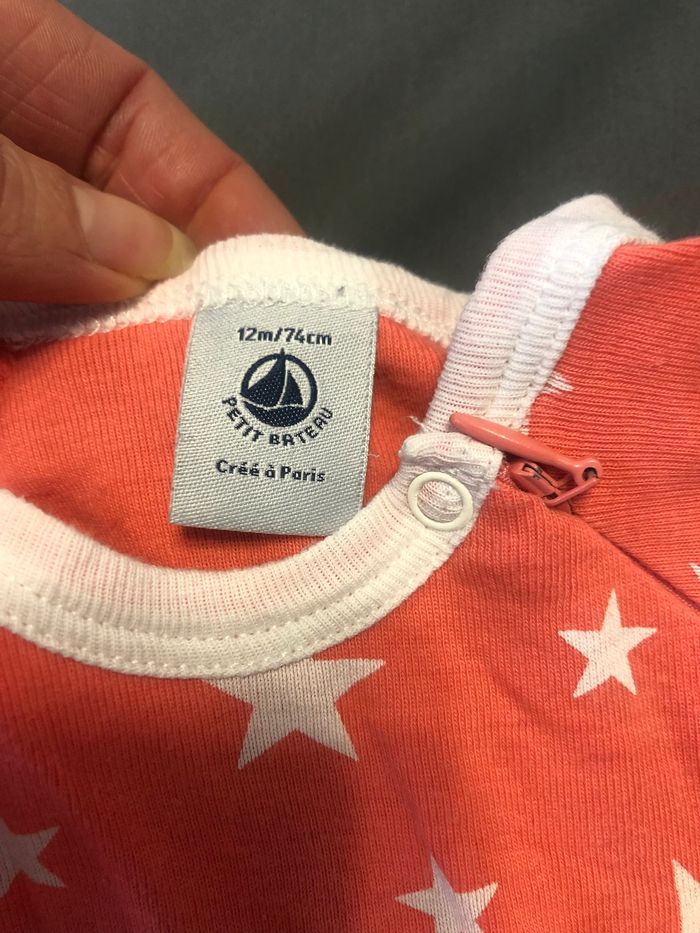 12m/74cm
PETIT BATEAU
Créé à Paris